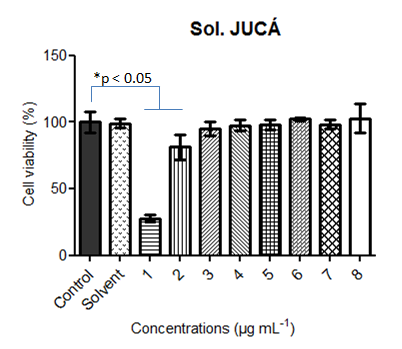 Sol. JUCÁ
150
*p < 0.05
100
50
0
Cell viability (%)
Control
Solvent
1
2
3
4
5
6
7
8
Concentrations (µg mL⁻¹)